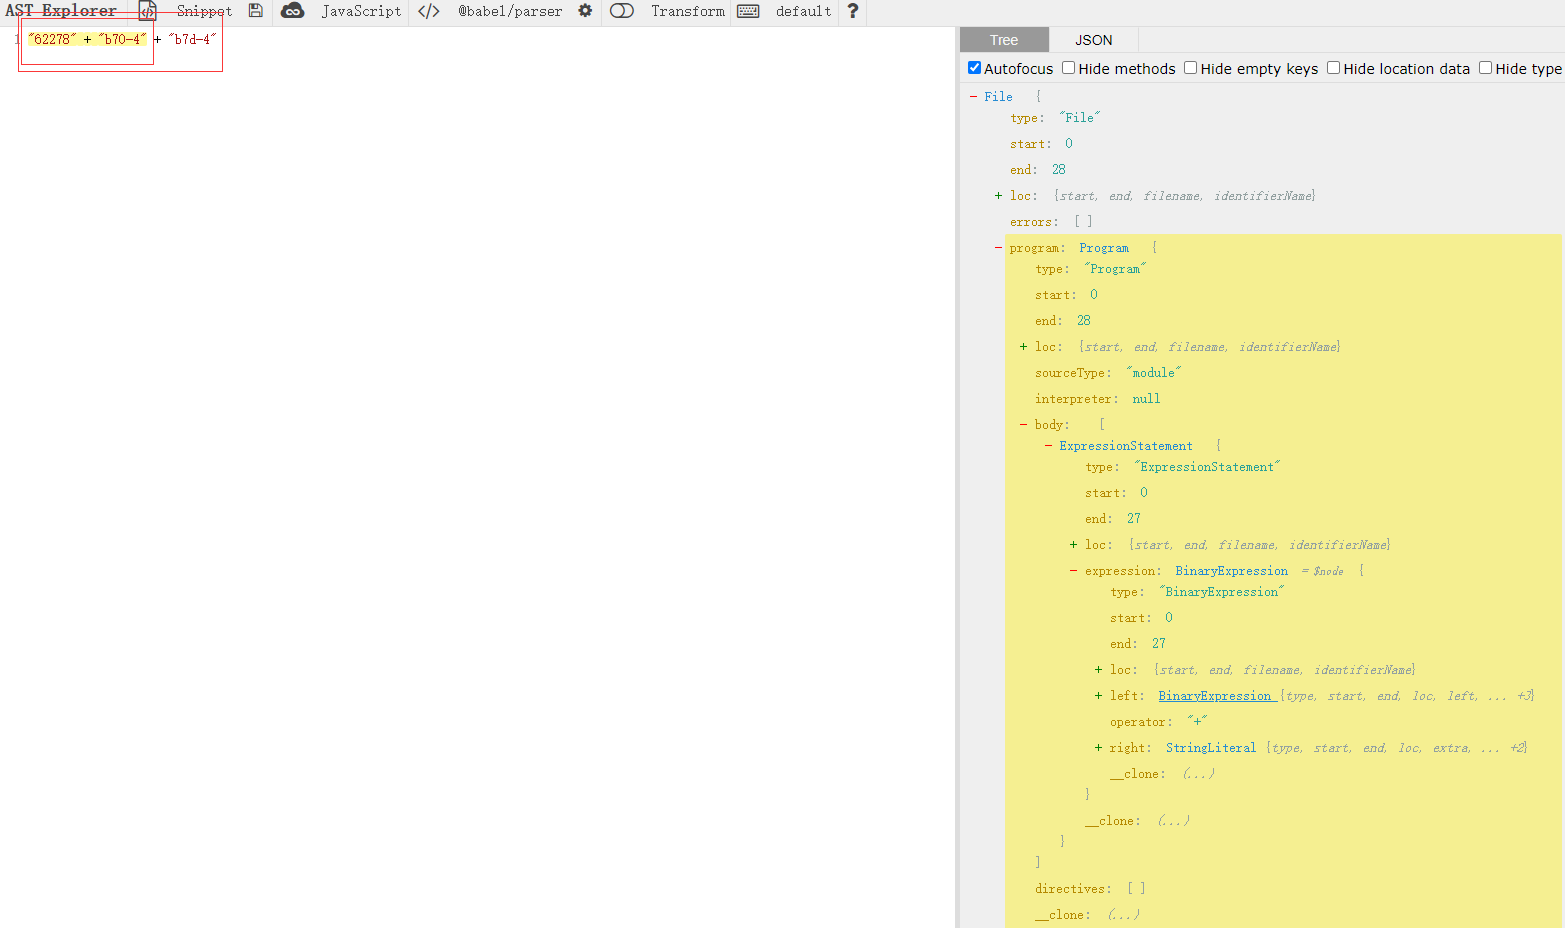 AST Explorer Snippet JavaScript </> @babel/parser Transform default ?
1 "62278" + "b70-4" + "b7d-4"
Tree JSON
Autofocus Hide methods Hide empty keys Hide location data Hide type
- File {
type: "File"
start: 0
end: 28
+ loc: {start, end, filename, identifierName}
errors: [ ]
- program: Program {
type: "Program"
start: 0
end: 28
+ loc: {start, end, filename, identifierName}
sourceType: "module"
interpreter: null
- body: [
- ExpressionStatement {
type: "ExpressionStatement"
start: 0
end: 27
+ loc: {start, end, filename, identifierName}
- expression: BinaryExpression = $node {
type: "BinaryExpression"
start: 0
end: 27
+ loc: {start, end, filename, identifierName}
+ left: BinaryExpression {type, start, end, loc, left, ... +3}
operator: "+"
+ right: StringLiteral {type, start, end, loc, extra, ... +2}
__clone: (...)
}
__clone: (...)
}
]
directives: [ ]
__clone: (...)